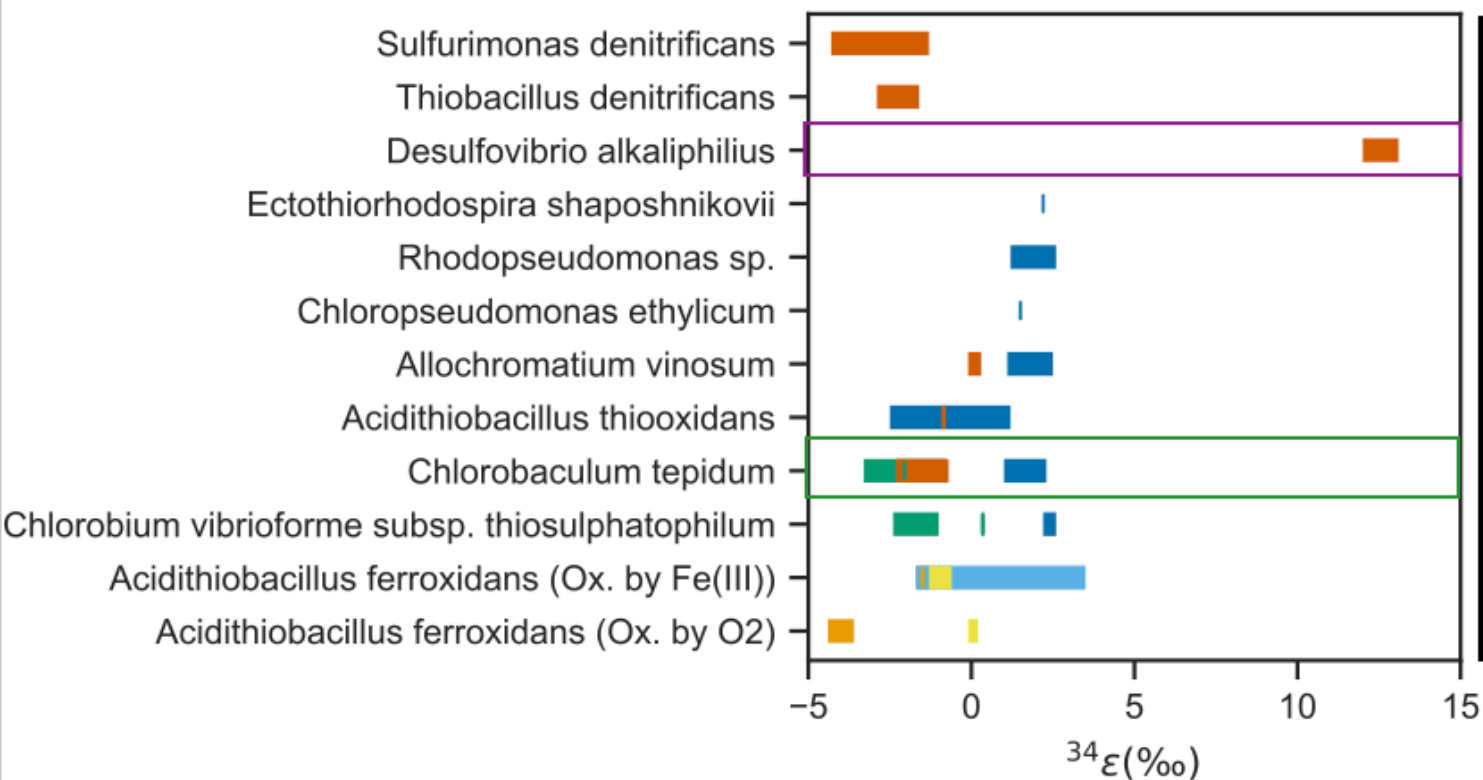 Sulfurimonas denitrificans
Thiobacillus denitrificans
Desulfovibrio alkaliphilius
Ectothiorhodospira shaposhnikovii
Rhodopseudomonas sp.
Chloropseudomonas ethylicum
Allochromatium vinosum
Acidithiobacillus thiooxidans
Chlorobaculum tepidum
Chlorobium vibrioforme subsp. thiosulphatophilum
Acidithiobacillus ferroxidans (Ox. by Fe(III))
Acidithiobacillus ferroxidans (Ox. by O2)
−5 0 5 10 15
³⁴ε(‰)